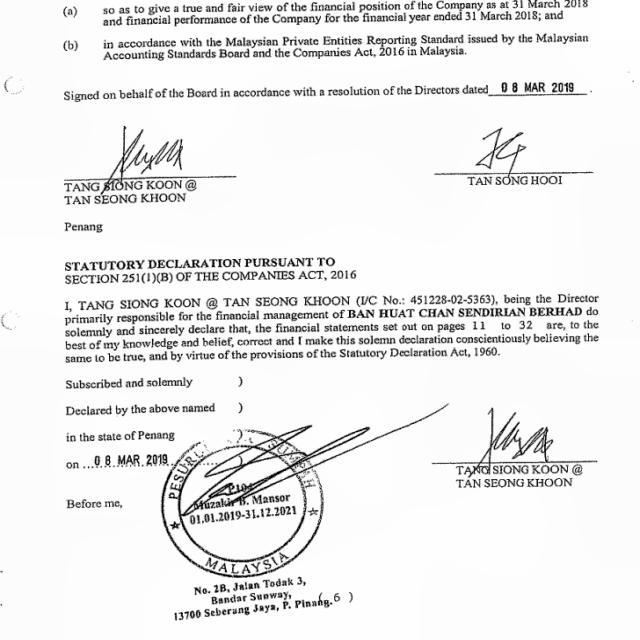 (a) so as to give a true and fair view of the financial position of the Company as at 31 March 2018
and financial performance of the Company for the financial year ended 31 March 2018; and
(b) in accordance with the Malaysian Private Entities Reporting Standard issued by the Malaysian
Accounting Standards Board and the Companies Act, 2016 in Malaysia.
Signed on behalf of the Board in accordance with a resolution of the Directors dated 08 MAR 2019 .
TANG SIONG KOON @
TAN SEONG KHOON
TAN SONG HOOI
Penang
STATUTORY DECLARATION PURSUANT TO
SECTION 251(1)(B) OF THE COMPANIES ACT, 2016
I, TANG SIONG KOON @ TAN SEONG KHOON (I/C No.: 451228-02-5363), being the Director
primarily responsible for the financial management of BAN HUAT CHAN SENDIRIAN BERHAD do
solemnly and sincerely declare that, the financial statements set out on pages 11 to 32 are, to the
best of my knowledge and belief, correct and I make this solemn declaration conscientiously believing the
same to be true, and by virtue of the provisions of the Statutory Declaration Act, 1960.
Subscribed and solemnly )
Declared by the above named )
in the state of Penang )
on ...08 MAR 2019
TANG SIONG KOON @
TAN SEONG KHOON
Before me,
P104
Muzakir B. Mansor
01.01.2019-31.12.2021
MALAYSIA
No. 2B, Jalan Todak 3,
Bandar Sunway,
13700 Seberang Jaya, P. Pinang.
( 6 )